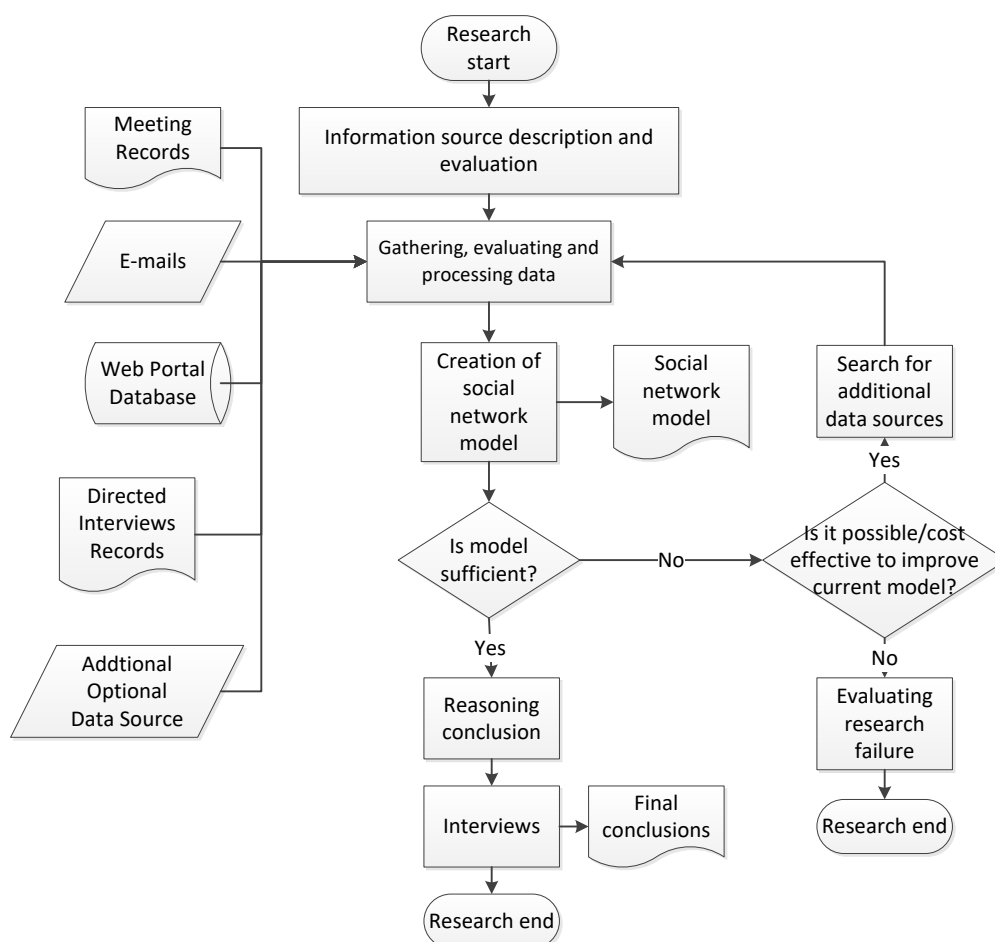 Research
start
Information source description and
evaluation
Meeting
Records
Gathering, evaluating and
processing data
E-mails
Web Portal
Database
Creation of
social
network
model
Social
network
model
Search for
additional
data sources
Yes
Directed
Interviews
Records
Is model
sufficient?
No
Is it possible/cost
effective to improve
current model?
Yes
No
Addtional
Optional
Data Source
Reasoning
conclusion
Evaluating
research
failure
Interviews
Final
conclusions
Research end
Research end